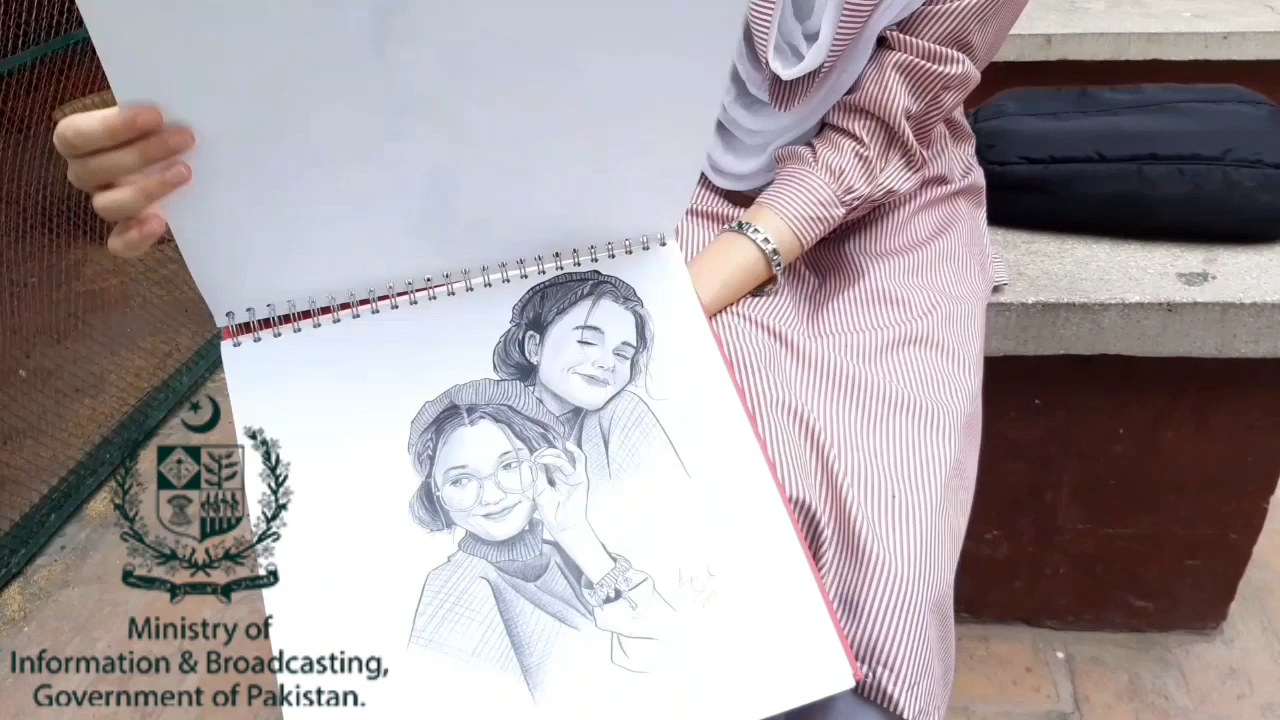 Ministry of
Information & Broadcasting,
Government of Pakistan.